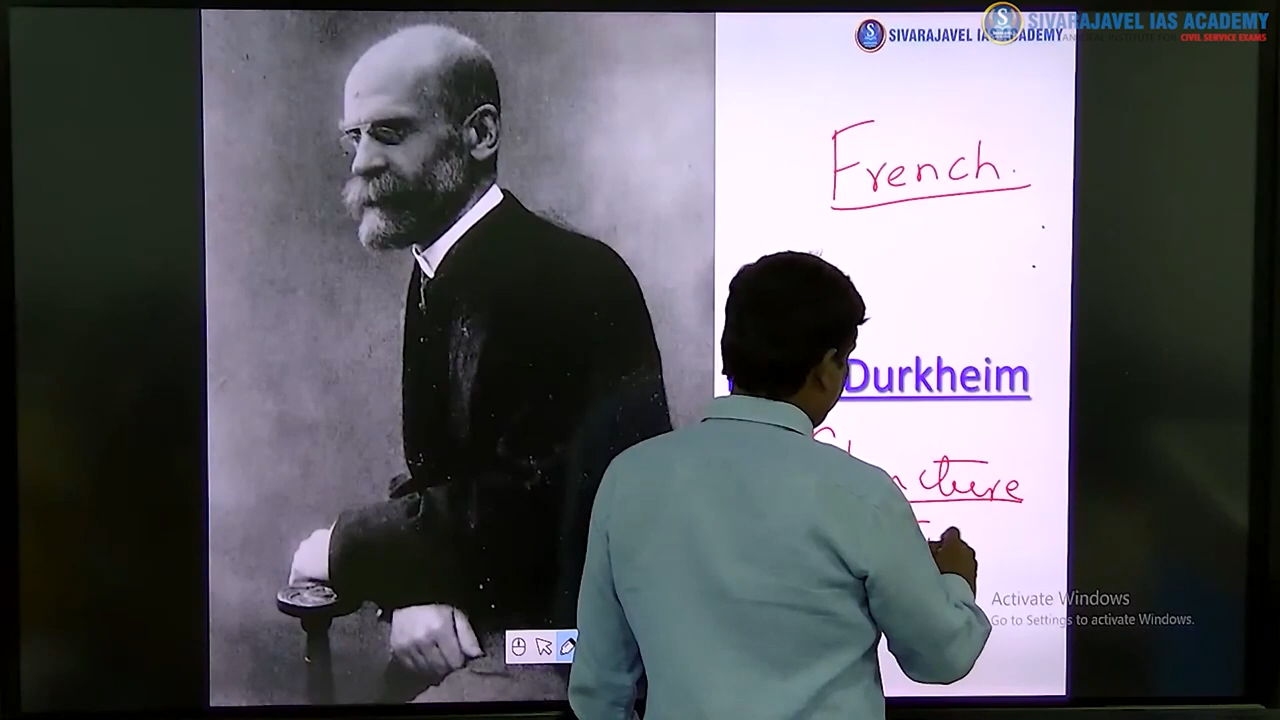 SIVARAJAVEL IAS ACADEMY
SIVARAJAVEL IAS ACADEMY
CIVIL SERVICE EXAMS
French.
Durkheim
Activate Windows
Go to Settings to activate Windows.